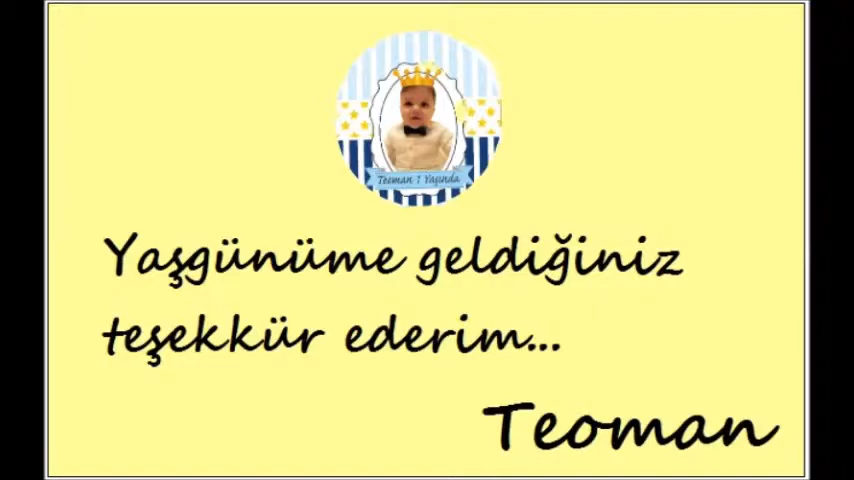 Teoman 1 Yaşında
Yaşgünüme geldiğiniz
teşekkür ederim...
Teoman